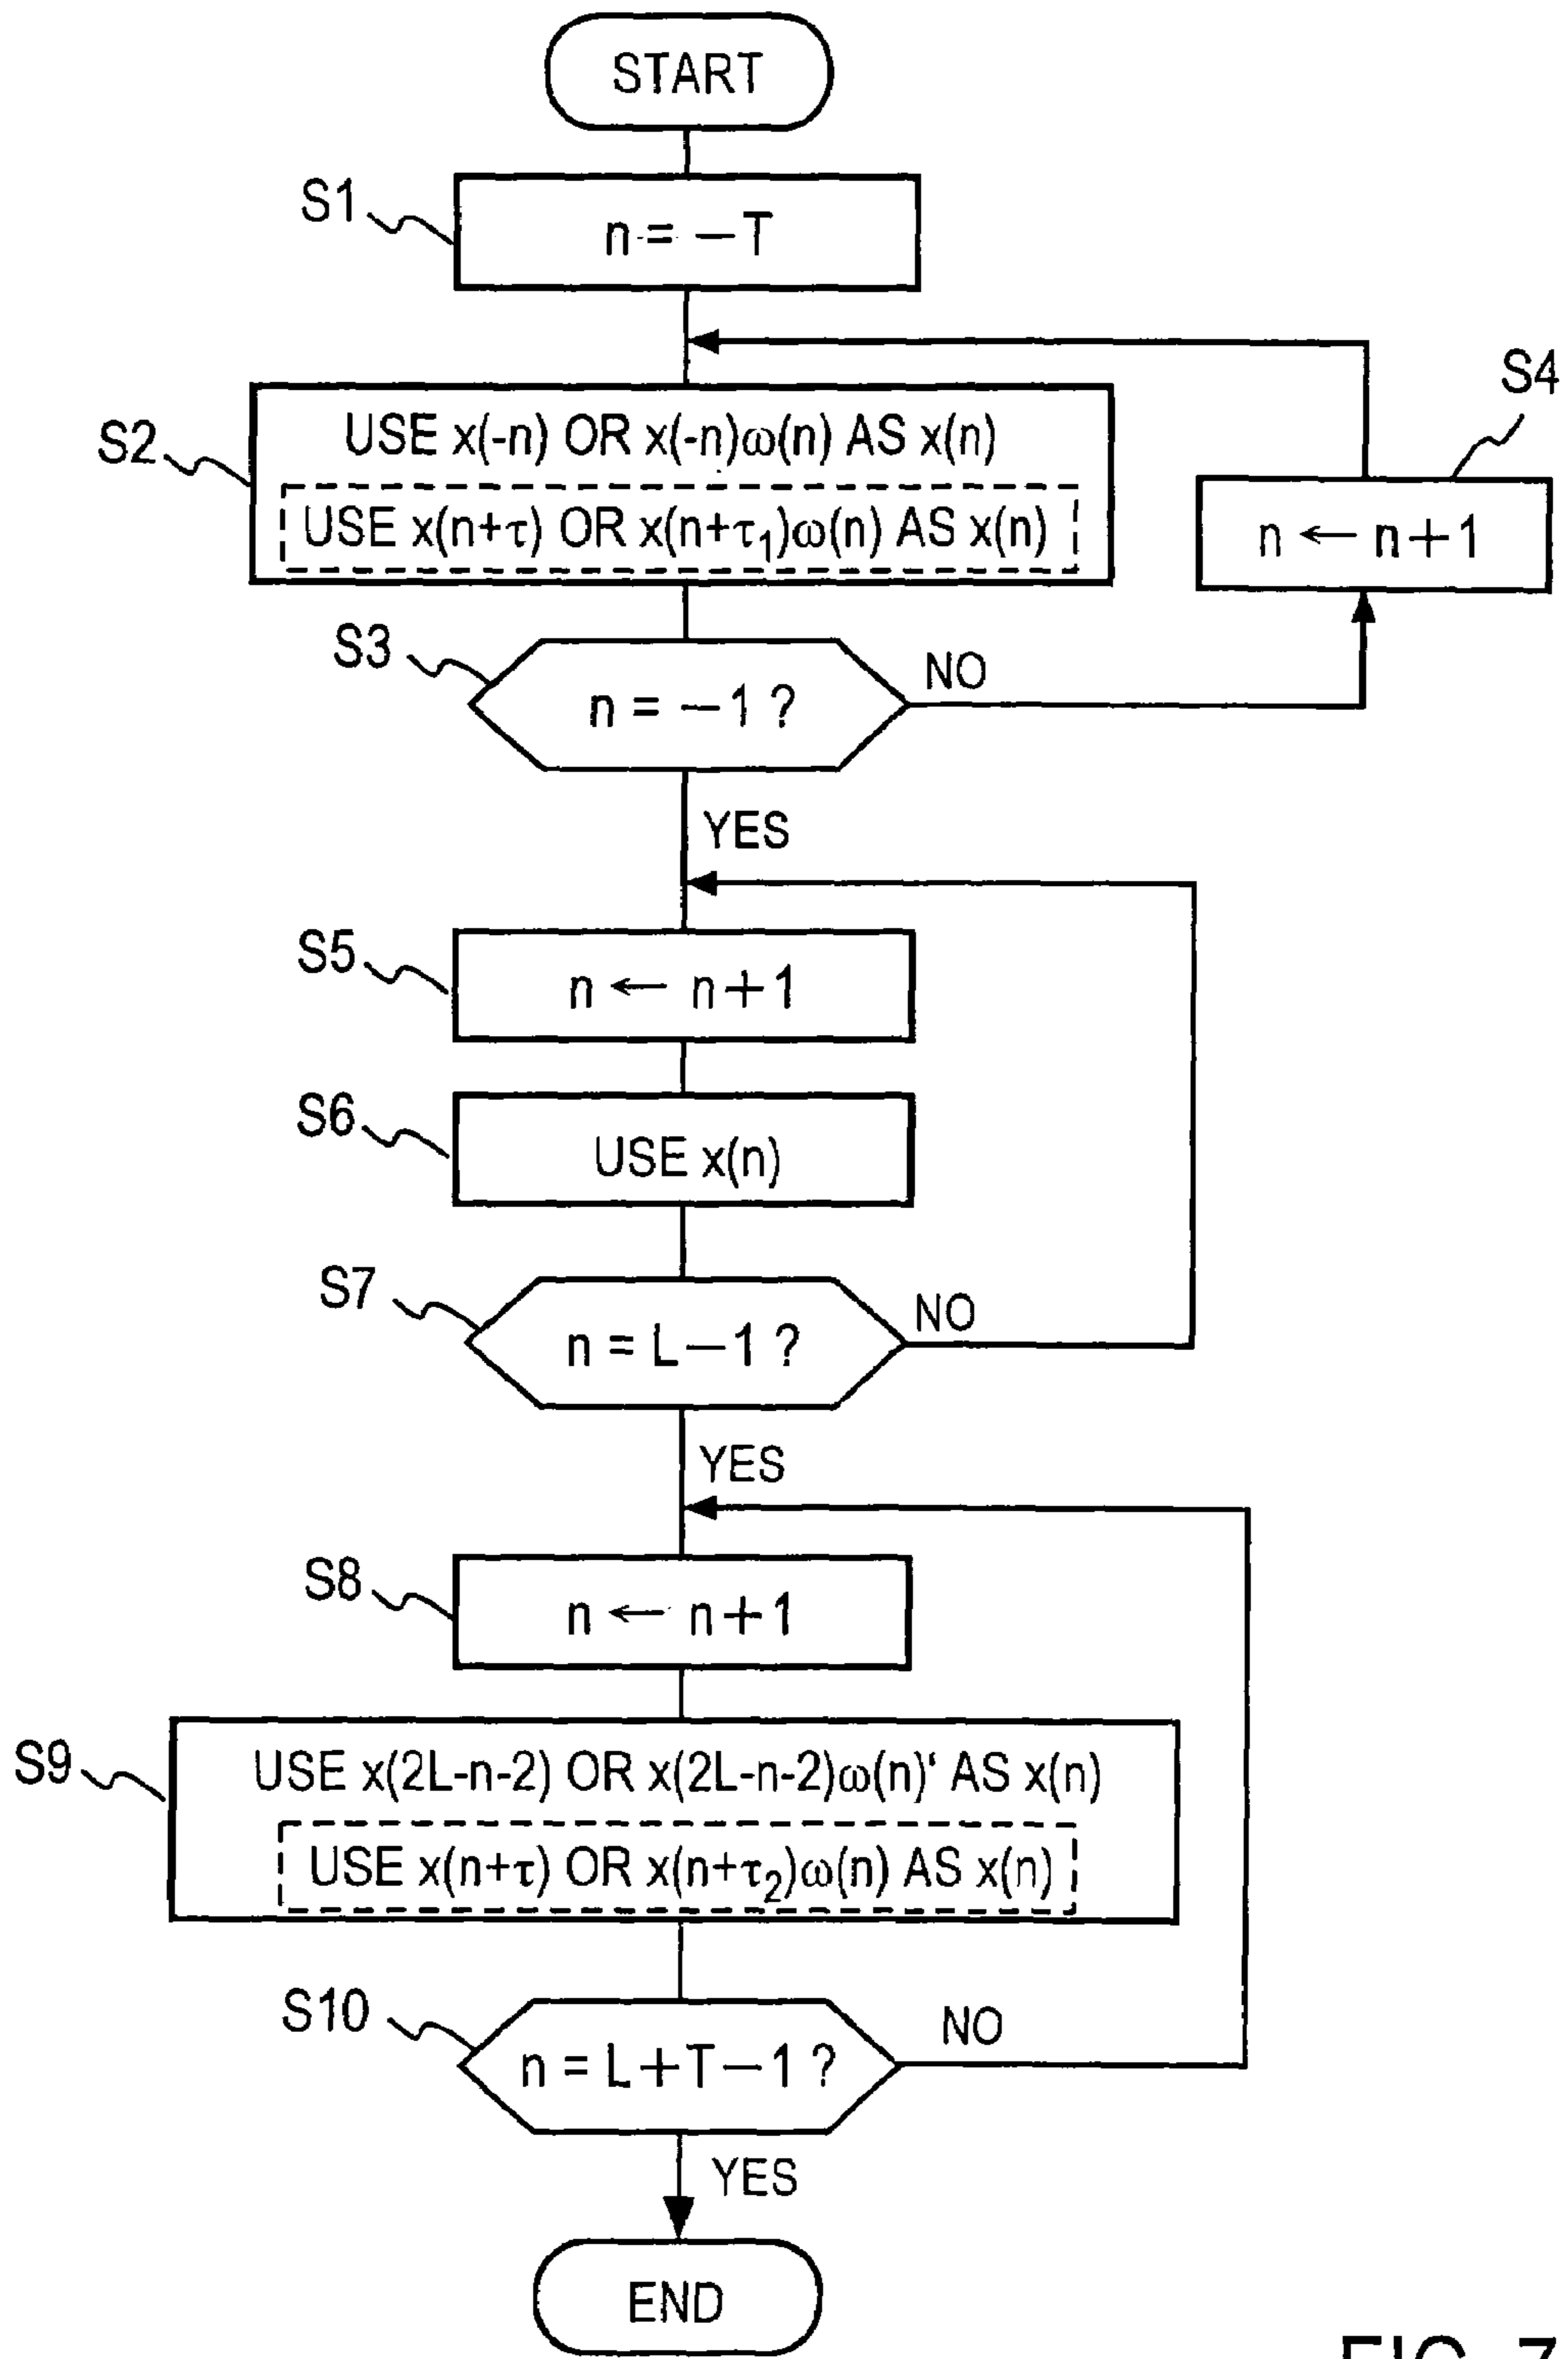 START
S1
n = −T
S4
S2
USE x(-n) OR x(-n)ω(n) AS x(n)
USE x(n+τ) OR x(n+τ₁)ω(n) AS x(n)
n ← n+1
S3
n = −1 ?
NO
YES
S5
n ← n+1
S6
USE x(n)
S7
n = L−1 ?
NO
YES
S8
n ← n+1
S9
USE x(2L-n-2) OR x(2L-n-2)ω(n)‘ AS x(n)
USE x(n+τ) OR x(n+τ₂)ω(n) AS x(n)
S10
n = L+T−1 ?
NO
YES
END
FIG. 7